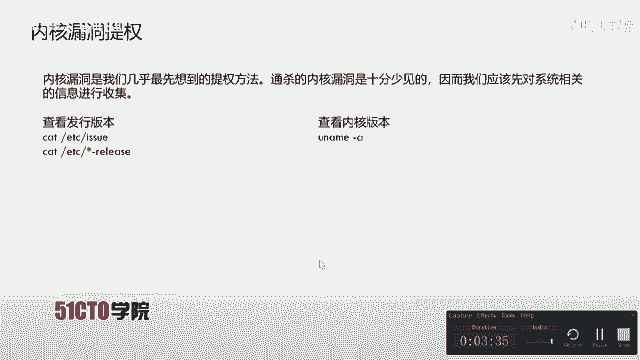 内核漏洞提权
内核漏洞是我们几乎最先想到的提权方法。通杀的内核漏洞是十分少见的，因而我们应该先对系统相关
的信息进行收集。
查看发行版本
cat /etc/issue
cat /etc/*-release
查看内核版本
uname -a
51CTO学院
Capture Effects Tools Help
Duration
Audio
0:03:35
Pause